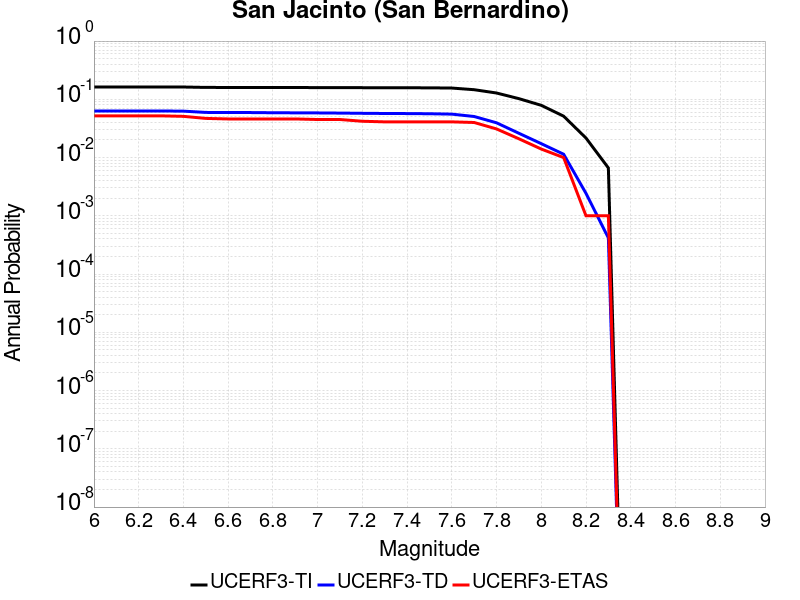 San Jacinto (San Bernardino)
10^0
10^-1
10^-2
10^-3
10^-4
10^-5
10^-6
10^-7
10^-8
Annual Probability
6 6.2 6.4 6.6 6.8 7 7.2 7.4 7.6 7.8 8 8.2 8.4 8.6 8.8 9
Magnitude
UCERF3-TI UCERF3-TD UCERF3-ETAS